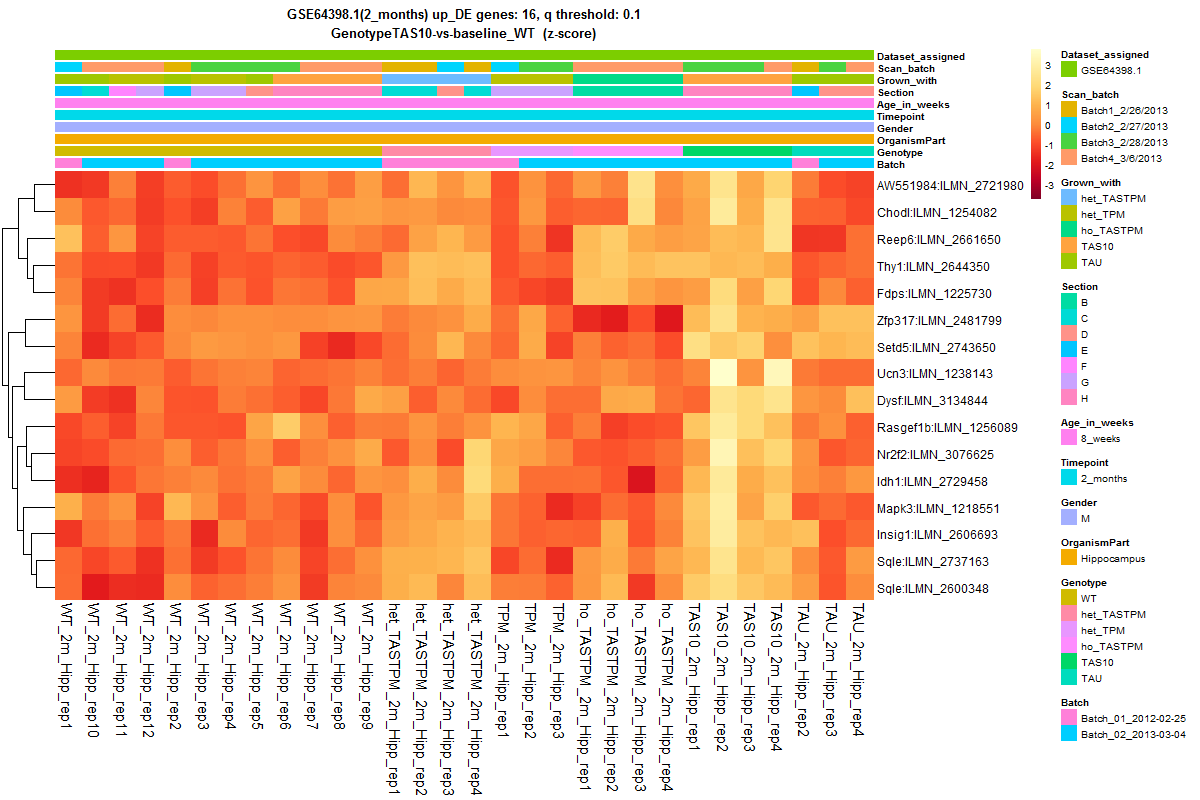 GSE64398.1(2_months) up_DE genes: 16, q threshold: 0.1
GenotypeTAS10-vs-baseline_WT (z-score)
Dataset_assigned
Scan_batch
Grown_with
Section
Age_in_weeks
Timepoint
Gender
OrganismPart
Genotype
Batch
AW551984:ILMN_2721980
Chodl:ILMN_1254082
Reep6:ILMN_2661650
Thy1:ILMN_2644350
Fdps:ILMN_1225730
Zfp317:ILMN_2481799
Setd5:ILMN_2743650
Ucn3:ILMN_1238143
Dysf:ILMN_3134844
Rasgef1b:ILMN_1256089
Nr2f2:ILMN_3076625
Idh1:ILMN_2729458
Mapk3:ILMN_1218551
Insig1:ILMN_2606693
Sqle:ILMN_2737163
Sqle:ILMN_2600348
WT_2m_Hipp_rep1
WT_2m_Hipp_rep10
WT_2m_Hipp_rep11
WT_2m_Hipp_rep12
WT_2m_Hipp_rep2
WT_2m_Hipp_rep3
WT_2m_Hipp_rep4
WT_2m_Hipp_rep5
WT_2m_Hipp_rep6
WT_2m_Hipp_rep7
WT_2m_Hipp_rep8
WT_2m_Hipp_rep9
het_TASTPM_2m_Hipp_rep1
het_TASTPM_2m_Hipp_rep2
het_TASTPM_2m_Hipp_rep3
het_TASTPM_2m_Hipp_rep4
TPM_2m_Hipp_rep1
TPM_2m_Hipp_rep2
TPM_2m_Hipp_rep3
ho_TASTPM_2m_Hipp_rep1
ho_TASTPM_2m_Hipp_rep2
ho_TASTPM_2m_Hipp_rep3
ho_TASTPM_2m_Hipp_rep4
TAS10_2m_Hipp_rep1
TAS10_2m_Hipp_rep2
TAS10_2m_Hipp_rep3
TAS10_2m_Hipp_rep4
TAU_2m_Hipp_rep2
TAU_2m_Hipp_rep3
TAU_2m_Hipp_rep4
3
2
1
0
-1
-2
-3
Dataset_assigned
GSE64398.1
Scan_batch
Batch1_2/26/2013
Batch2_2/27/2013
Batch3_2/28/2013
Batch4_3/6/2013
Grown_with
het_TASTPM
het_TPM
ho_TASTPM
TAS10
TAU
Section
B
C
D
E
F
G
H
Age_in_weeks
8_weeks
Timepoint
2_months
Gender
M
OrganismPart
Hippocampus
Genotype
WT
het_TASTPM
het_TPM
ho_TASTPM
TAS10
TAU
Batch
Batch_01_2012-02-25
Batch_02_2013-03-04